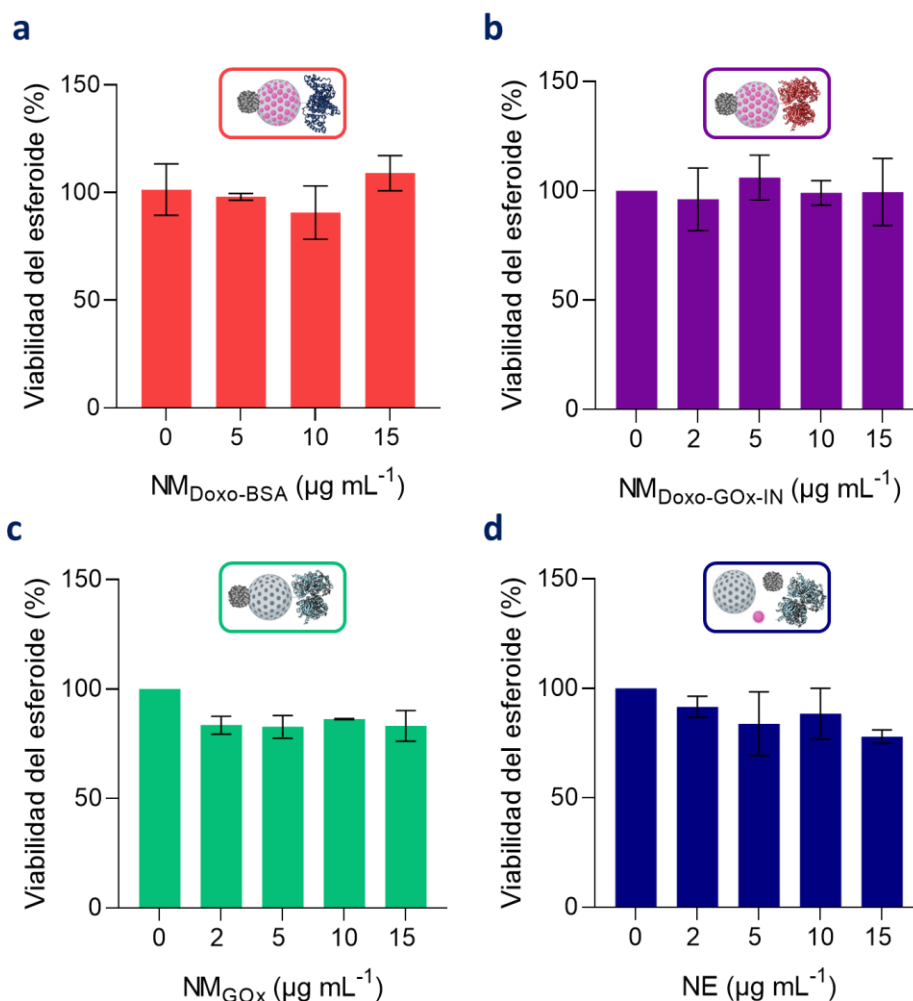 a
150
100
50
0
Viabilidad del esferoide (%)
0 5 10 15
NM_Doxo-BSA (µg mL⁻¹)
b
150
100
50
0
Viabilidad del esferoide (%)
0 2 5 10 15
NM_Doxo-GOx-IN (µg mL⁻¹)
c
150
100
50
0
Viabilidad del esferoide (%)
0 2 5 10 15
NM_GOx (µg mL⁻¹)
d
150
100
50
0
Viabilidad del esferoide (%)
0 2 5 10 15
NE (µg mL⁻¹)